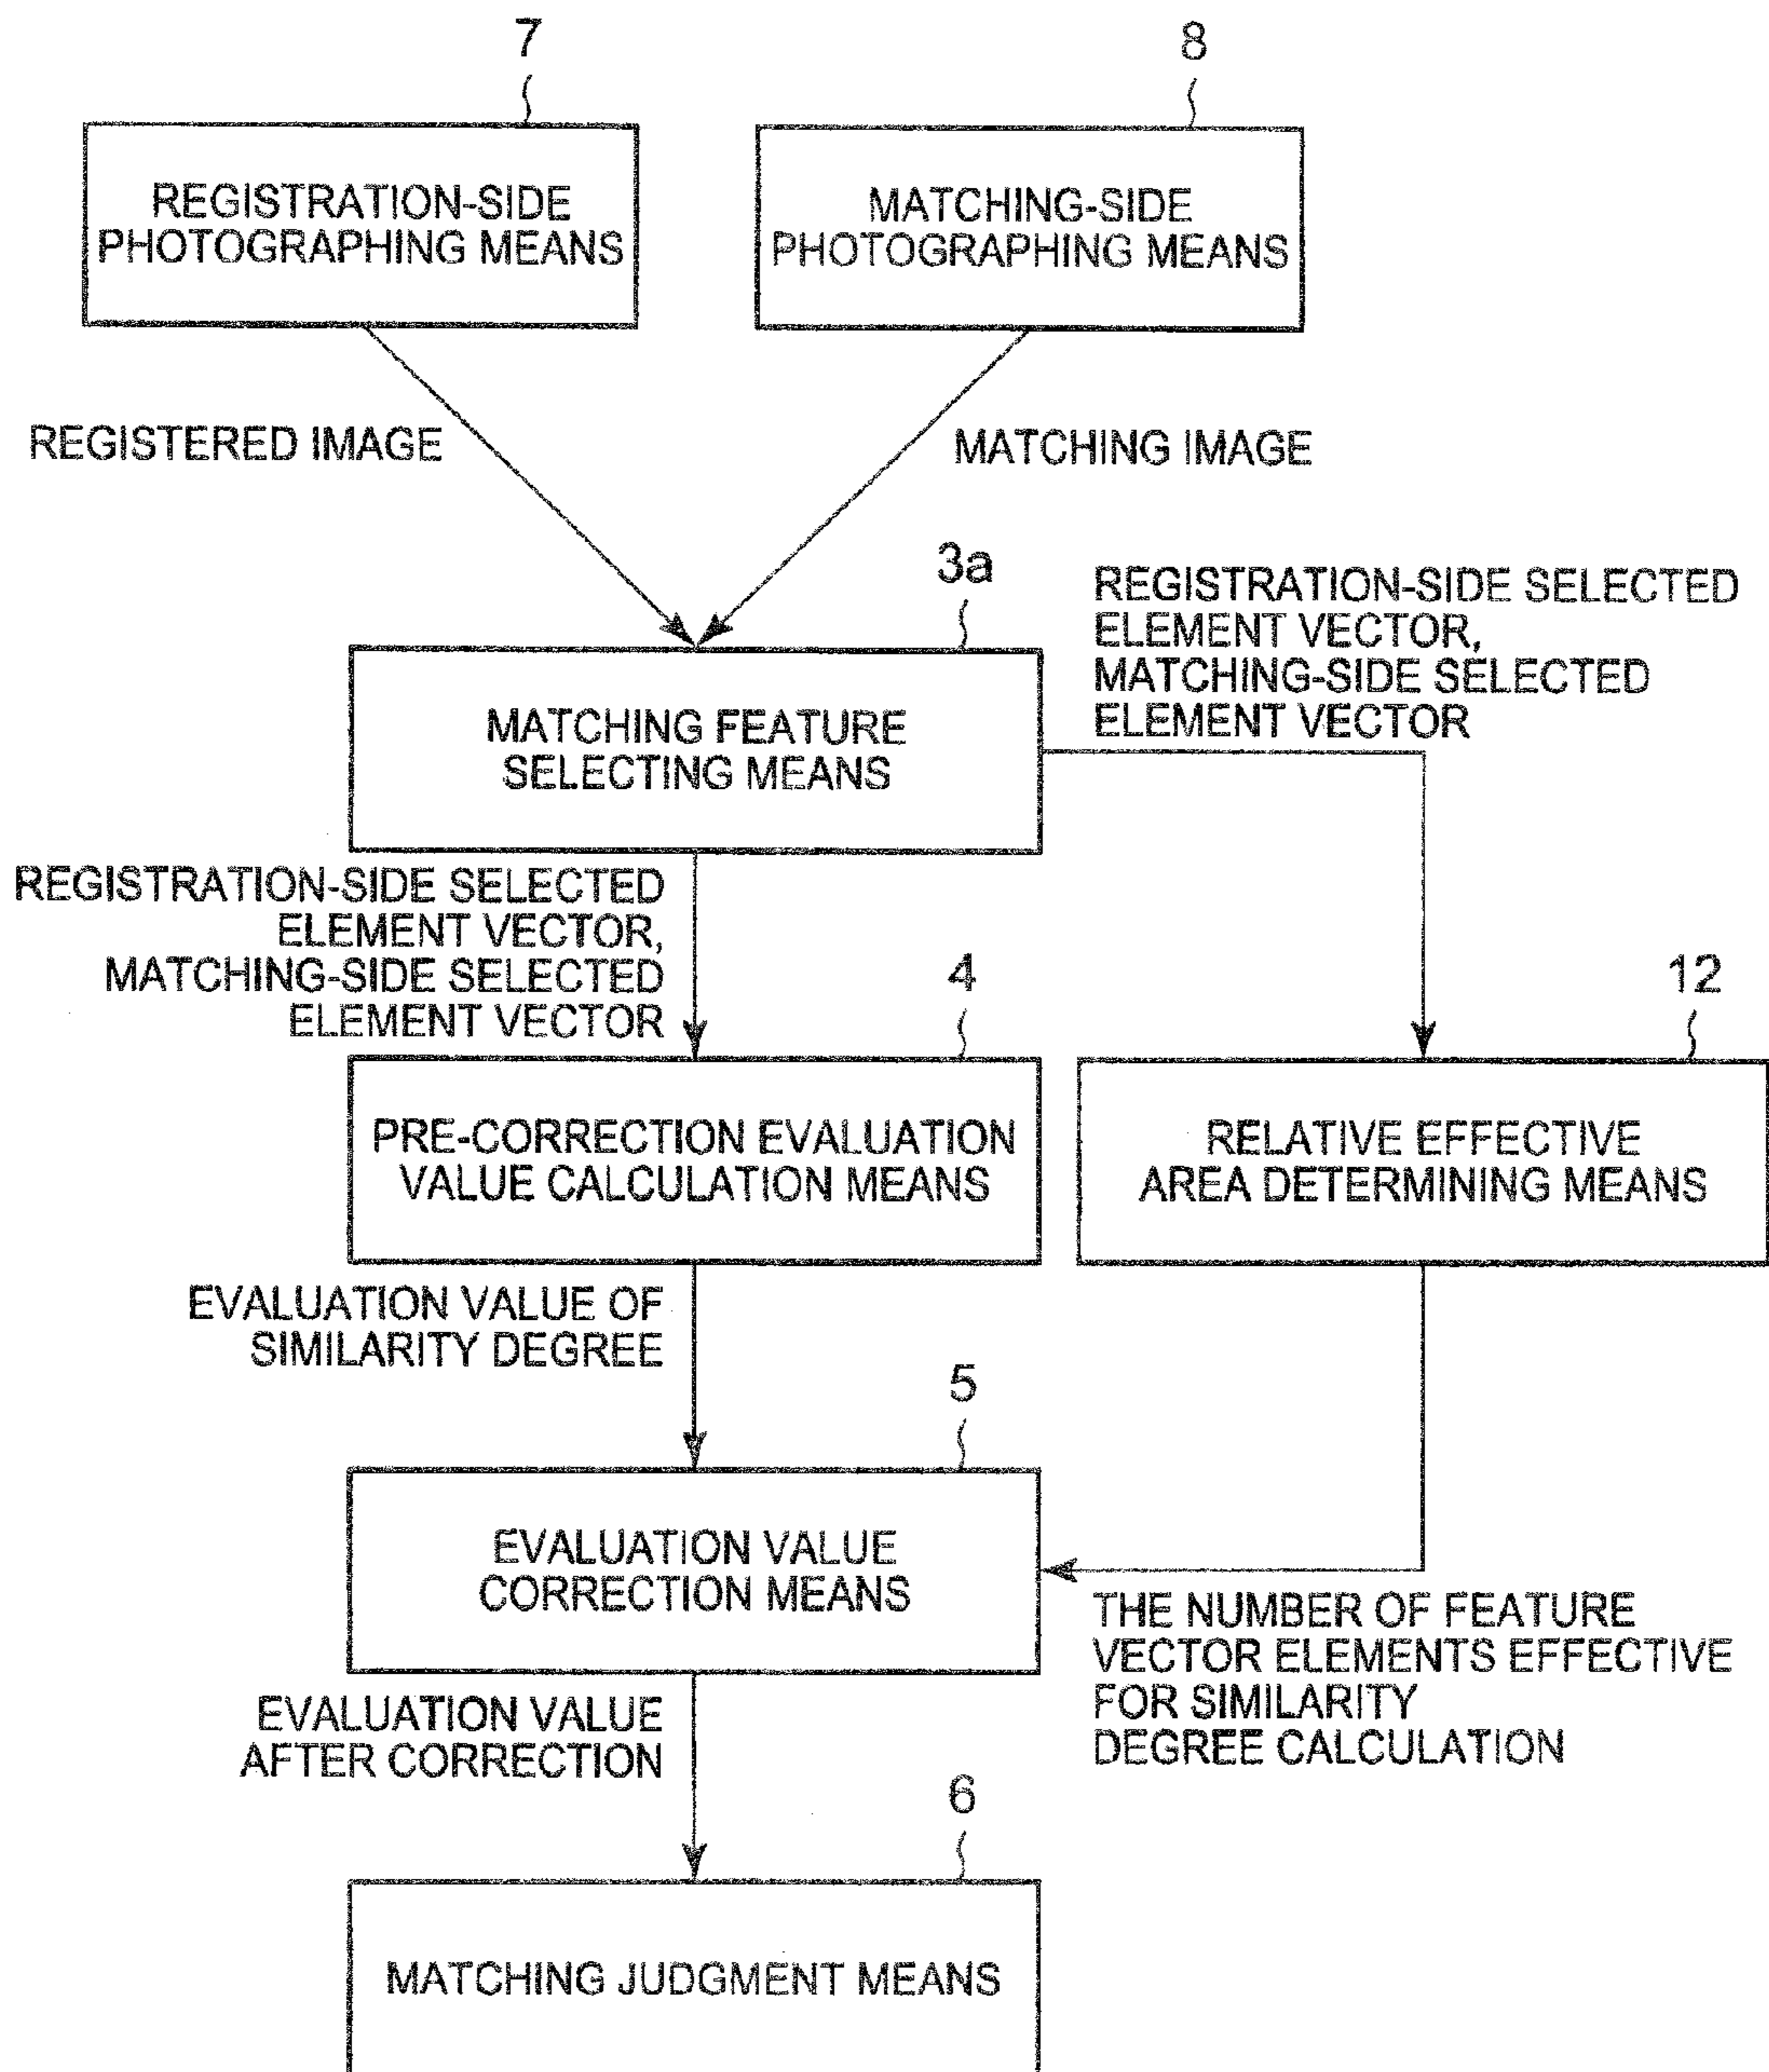 7
8
REGISTRATION-SIDE
PHOTOGRAPHING MEANS
MATCHING-SIDE
PHOTOGRAPHING MEANS
REGISTERED IMAGE
MATCHING IMAGE
3a
REGISTRATION-SIDE SELECTED
ELEMENT VECTOR,
MATCHING-SIDE SELECTED
ELEMENT VECTOR
MATCHING FEATURE
SELECTING MEANS
REGISTRATION-SIDE SELECTED
ELEMENT VECTOR,
MATCHING-SIDE SELECTED
ELEMENT VECTOR
4
12
PRE-CORRECTION EVALUATION
VALUE CALCULATION MEANS
RELATIVE EFFECTIVE
AREA DETERMINING MEANS
EVALUATION VALUE OF
SIMILARITY DEGREE
5
EVALUATION VALUE
CORRECTION MEANS
THE NUMBER OF FEATURE
VECTOR ELEMENTS EFFECTIVE
FOR SIMILARITY
DEGREE CALCULATION
EVALUATION VALUE
AFTER CORRECTION
6
MATCHING JUDGMENT MEANS